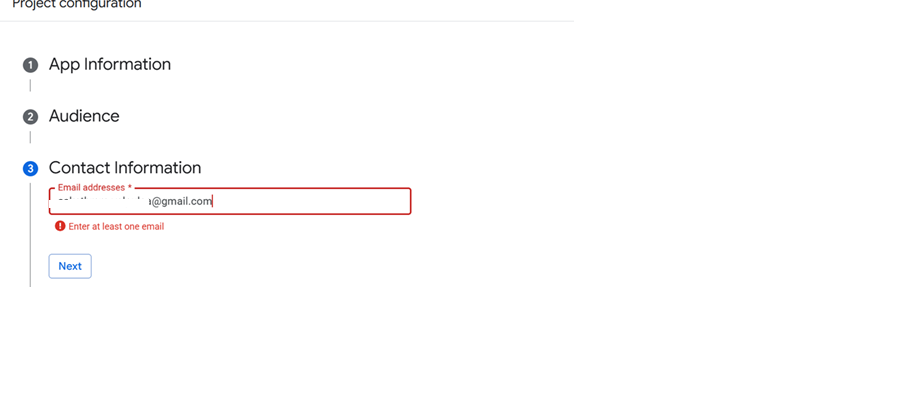 Project configuration
1 App Information
2 Audience
3 Contact Information
Email addresses *
a@gmail.com
Enter at least one email
Next